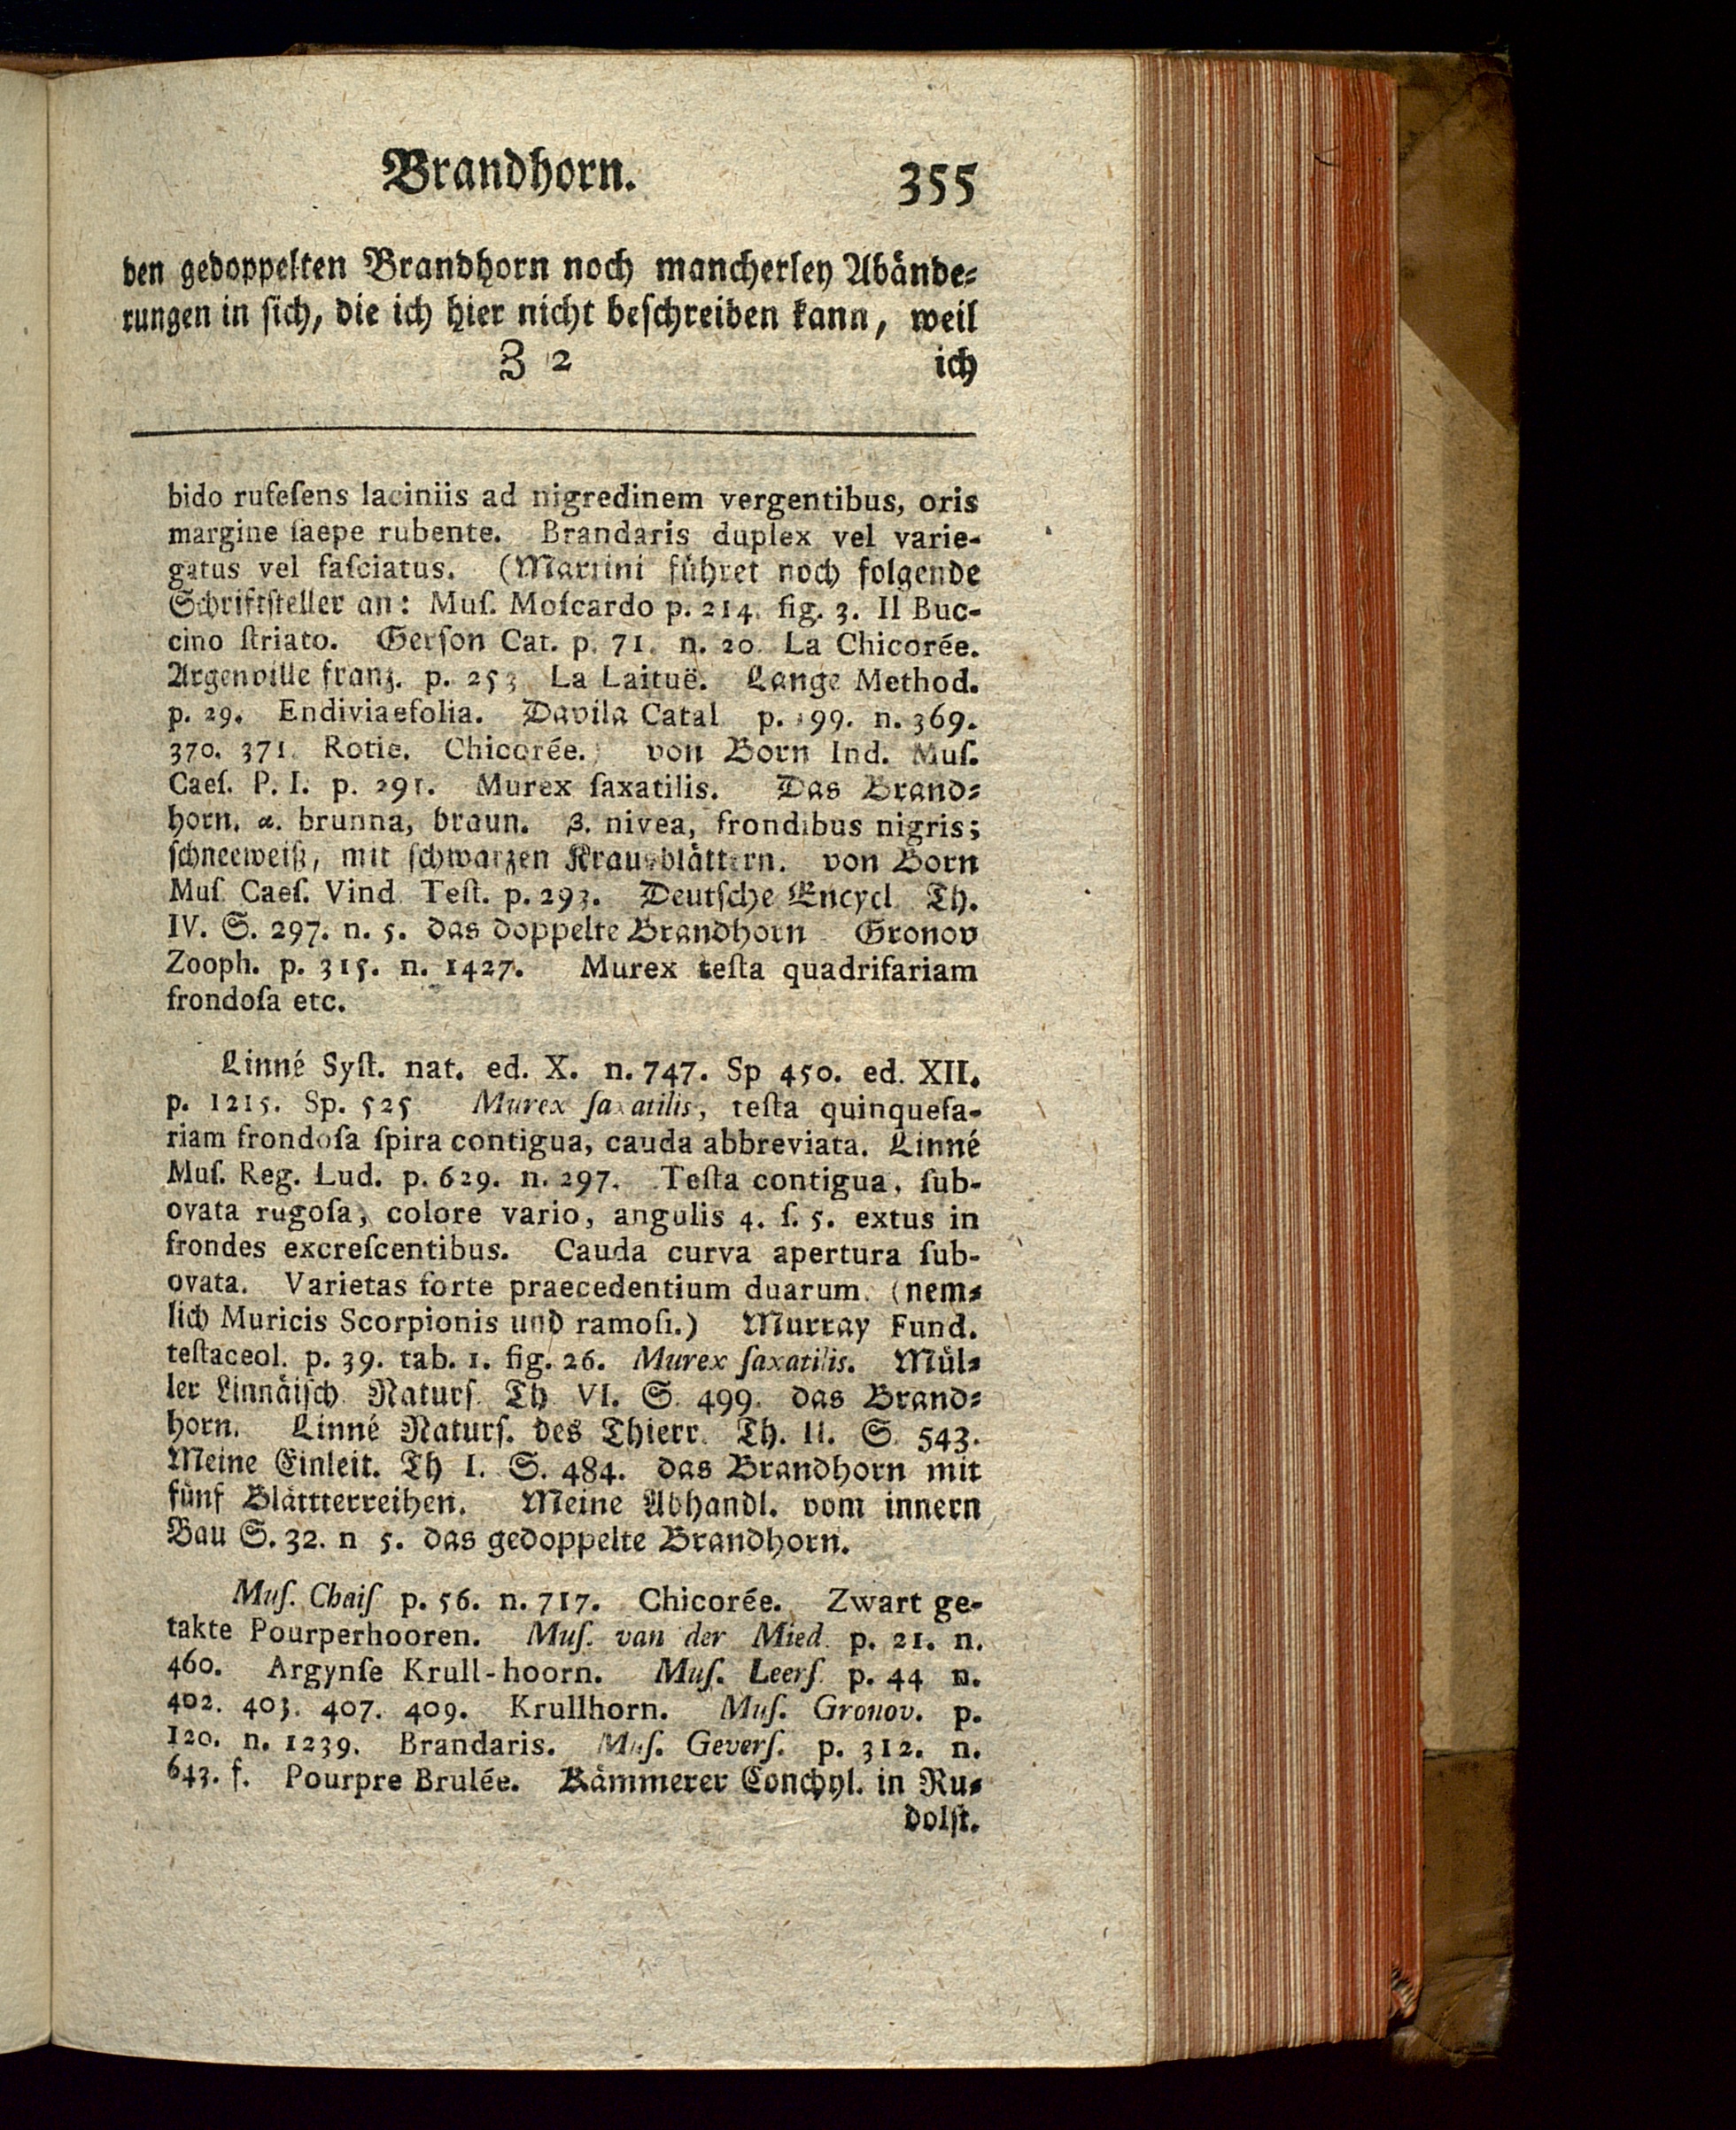 Brandhorn. 355
den gedoppelten Brandhorn noch mancherley Abände-
rungen in sich, die ich hier nicht beschreiben kann, weil
Z 2 ich
bido rufeſens laciniis ad nigredinem vergentibus, oris
margine ſaepe rubente. Brandaris duplex vel varie-
gatus vel faſciatus. (Martini führet noch folgende
Schriftsteller an: Muſ. Moſcardo p. 214. fig. 3. Il Buc-
cino ſtriato. Gerſon Cat. p. 71. n. 20. La Chicorée.
Argenville franz. p. 253 La Laituë. Lange Method.
p. 29. Endiviaefolia. Davila Catal p. 199. n. 369.
370. 371. Rotie. Chicorée. von Born Ind. Muſ.
Caeſ. P. I. p. 291. Murex ſaxatilis. Das Brand-
horn. α. brunna, braun. β. nivea, frondibus nigris;
schneeweiß, mit schwarzen Krausblättern. von Born
Muſ. Caeſ. Vind. Teſt. p. 293. Deutsche Encycl. Th.
IV. S. 297. n. 5. das doppelte Brandhorn Gronov
Zooph. p. 315. n. 1427. Murex teſta quadrifariam
frondoſa etc.
Linné Syſt. nat. ed. X. n. 747. Sp 450. ed. XII.
p. 1215. Sp. 525 Murex ſaxatilis, teſta quinquefa-
riam frondoſa ſpira contigua, cauda abbreviata. Linné
Muſ. Reg. Lud. p. 629. n. 297. Teſta contigua, ſub-
ovata rugoſa, colore vario, angulis 4. ſ. 5. extus in
frondes excreſcentibus. Cauda curva apertura ſub-
ovata. Varietas forte praecedentium duarum. (nem-
lich Muricis Scorpionis und ramoſi.) Murray Fund.
teſtaceol. p. 39. tab. 1. fig. 26. Murex ſaxatilis. Mül-
ler Linnäisch. Naturs. Th. VI. S. 499. das Brand-
horn. Linné Naturs. des Thierr. Th. II. S. 543.
Meine Einleit. Th I. S. 484. das Brandhorn mit
fünf Blättterreihen. Meine Abhandl. vom innern
Bau S. 32. n 5. das gedoppelte Brandhorn.
Muſ. Chaiſ p. 56. n. 717. Chicorée. Zwart ge-
takte Pourperhooren. Muſ. van der Mied. p. 21. n.
460. Argynſe Krull-hoorn. Muſ. Leerſ. p. 44 n.
402. 403. 407. 409. Krullhorn. Muſ. Gronov. p.
120. n. 1239. Brandaris. Muſ. Geverſ. p. 312. n.
643. f. Pourpre Brulée. Kämmerer Conchyl. in Ru-
dolst.